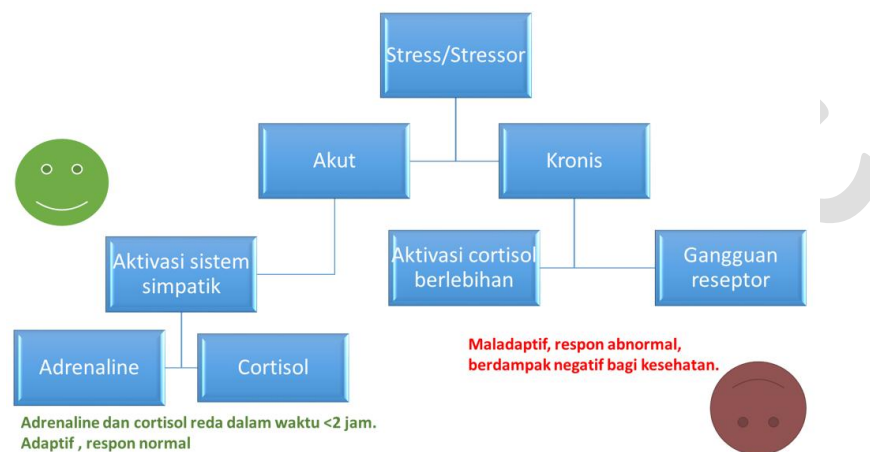 Stress/Stressor
Akut
Kronis
Aktivasi sistem
simpatik
Aktivasi cortisol
berlebihan
Gangguan
reseptor
Adrenaline
Cortisol
Maladaptif, respon abnormal,
berdampak negatif bagi kesehatan.
Adrenaline dan cortisol reda dalam waktu <2 jam.
Adaptif , respon normal